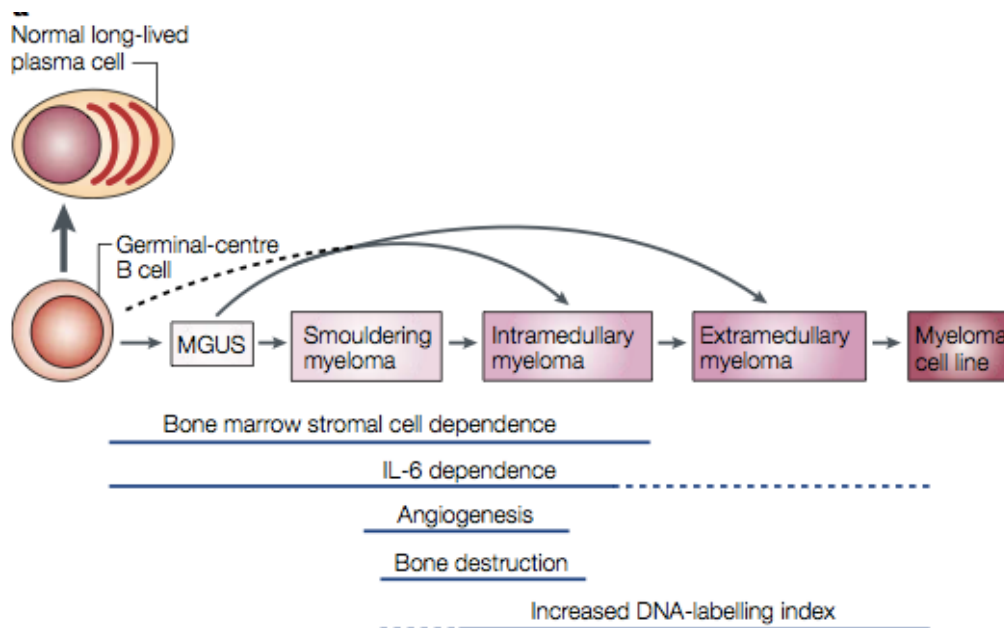 Normal long-lived
plasma cell
Germinal-centre
B cell
MGUS
Smouldering
myeloma
Intramedullary
myeloma
Extramedullary
myeloma
Myeloma
cell line
Bone marrow stromal cell dependence
IL-6 dependence
Angiogenesis
Bone destruction
Increased DNA-labelling index